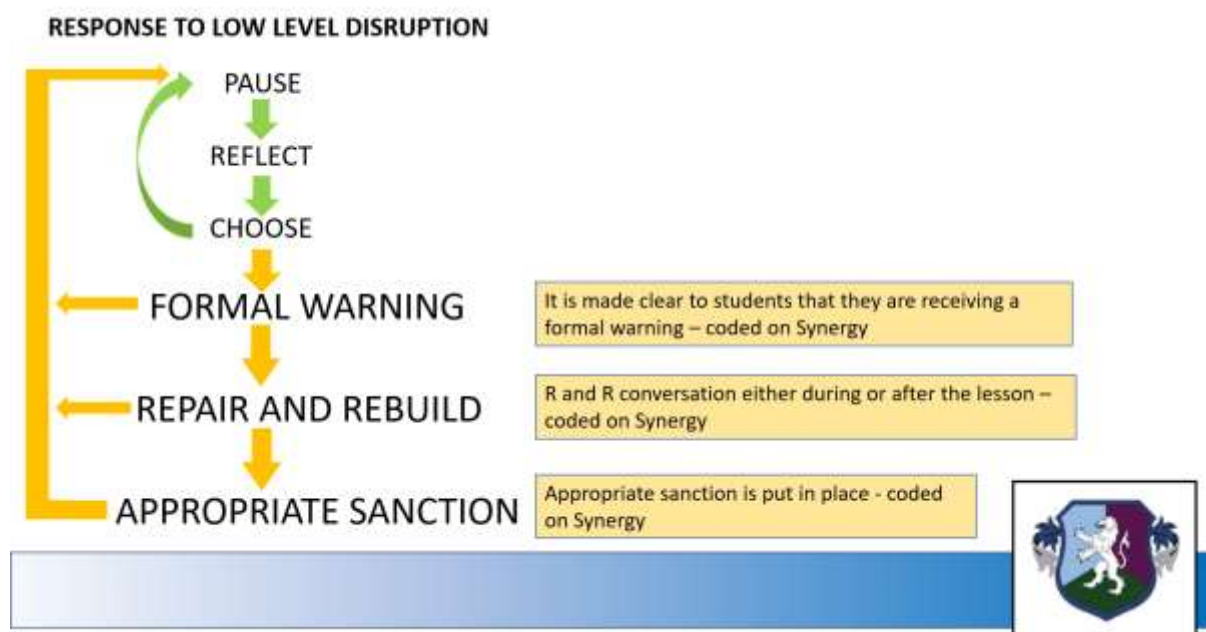 RESPONSE TO LOW LEVEL DISRUPTION
PAUSE
REFLECT
CHOOSE
FORMAL WARNING
It is made clear to students that they are receiving a
formal warning – coded on Synergy
REPAIR AND REBUILD
R and R conversation either during or after the lesson –
coded on Synergy
APPROPRIATE SANCTION
Appropriate sanction is put in place - coded
on Synergy